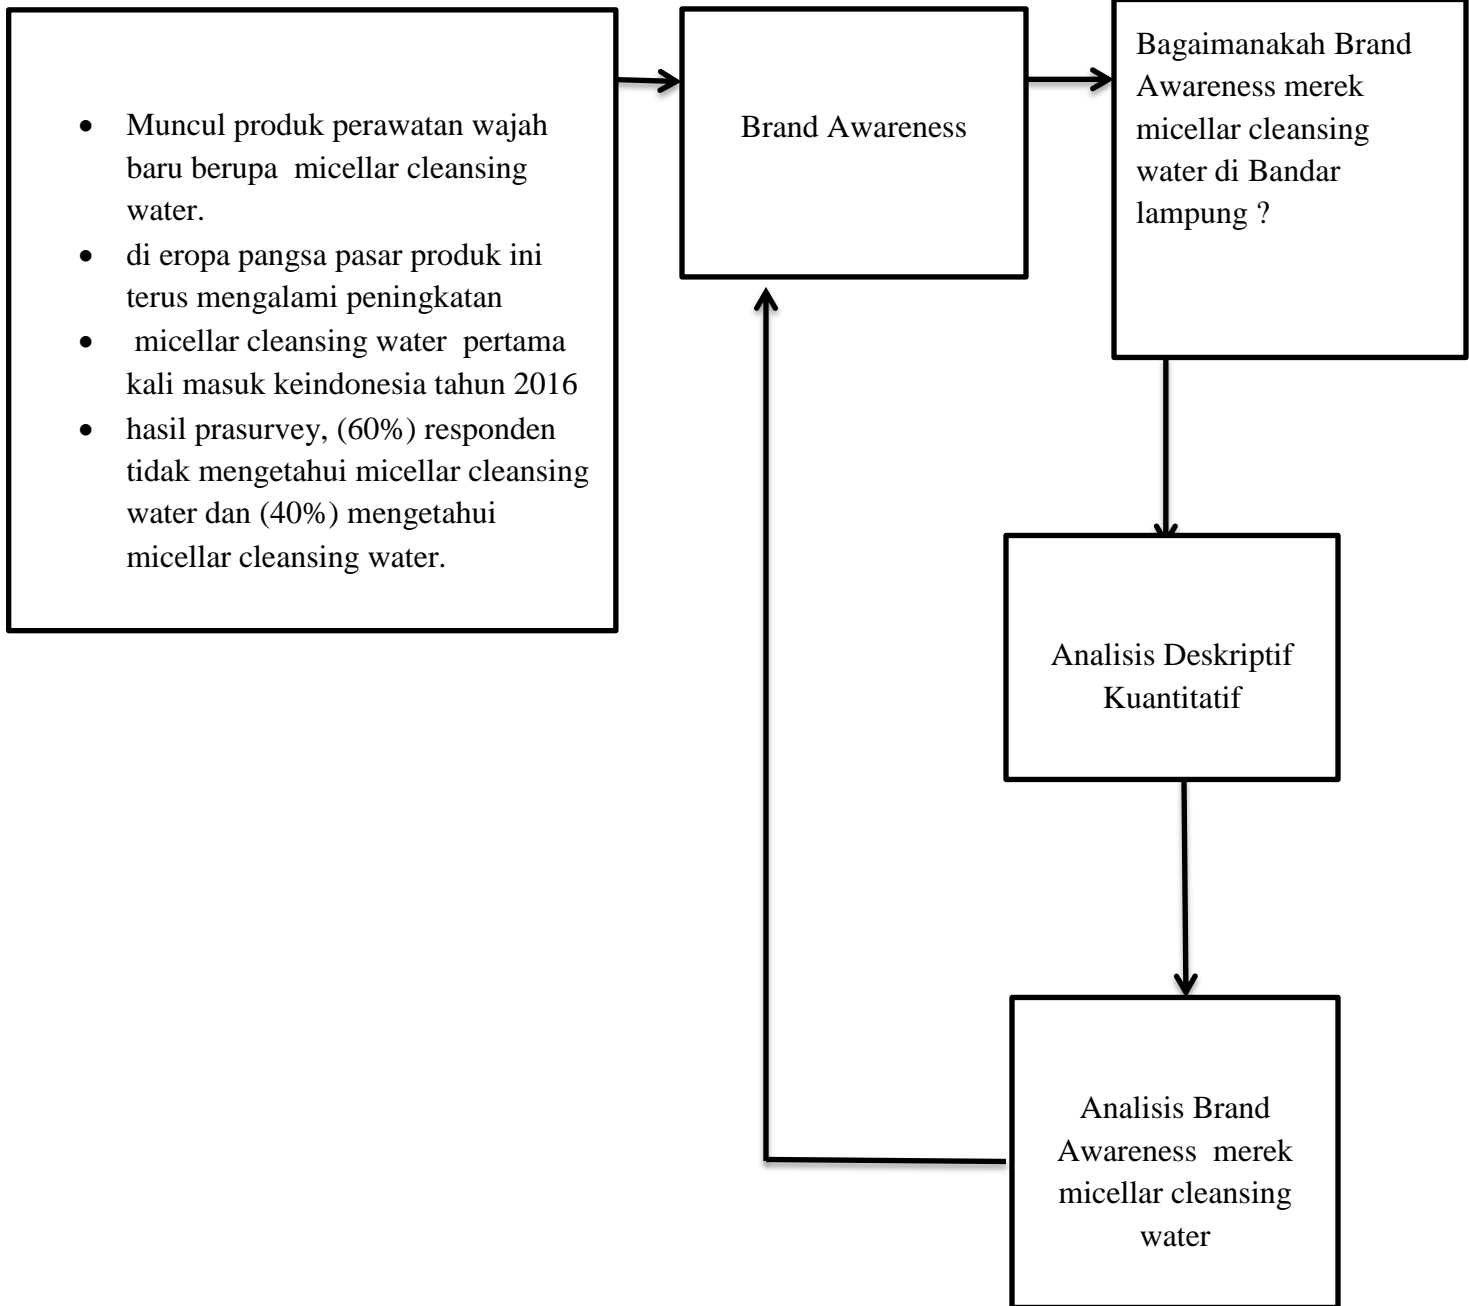 • Muncul produk perawatan wajah
baru berupa  micellar cleansing
water.
• di eropa pangsa pasar produk ini
terus mengalami peningkatan
•  micellar cleansing water  pertama
kali masuk keindonesia tahun 2016
• hasil prasurvey, (60%) responden
tidak mengetahui micellar cleansing
water dan (40%) mengetahui
micellar cleansing water.
Brand Awareness
Bagaimanakah Brand
Awareness merek
micellar cleansing
water di Bandar
lampung ?
Analisis Deskriptif
Kuantitatif
Analisis Brand
Awareness  merek
micellar cleansing
water